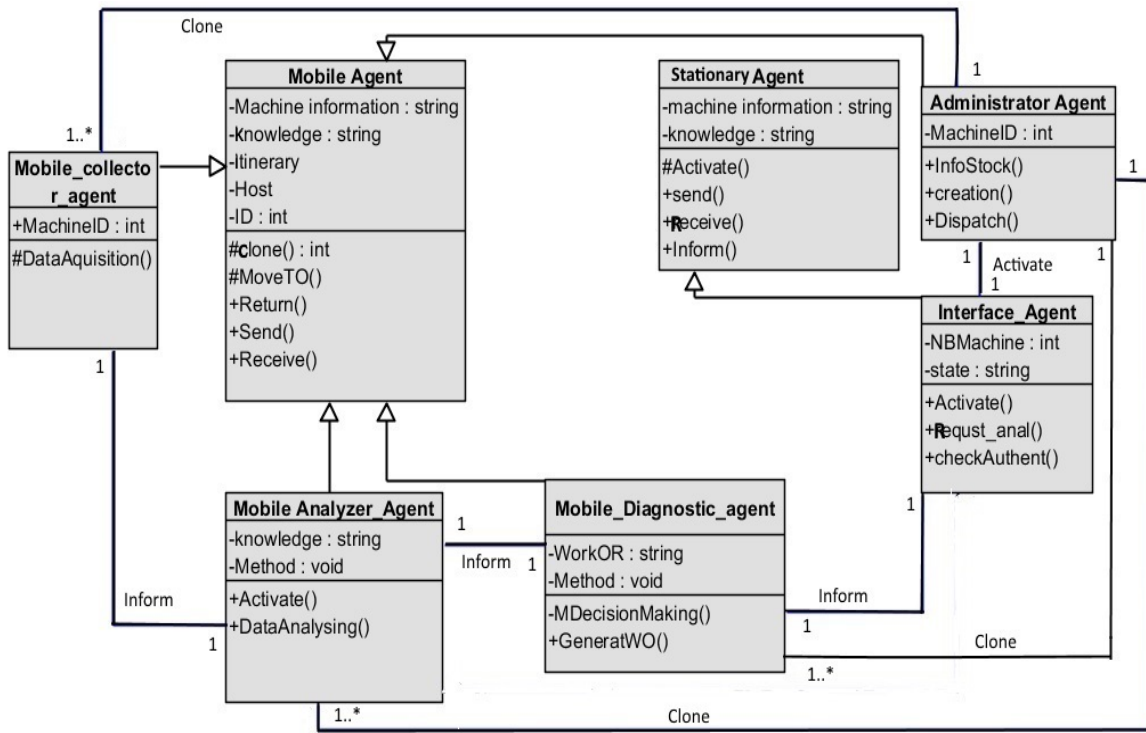 Clone
1
1..*
Mobile Agent
-Machine information : string
-knowledge : string
-Itinerary
-Host
-ID : int
#clone() : int
#MoveTO()
+Return()
+Send()
+Receive()
Stationary Agent
-machine information : string
-knowledge : string
#Activate()
+send()
+Receive()
+Inform()
Administrator Agent
-MachineID : int
+InfoStock()
+creation()
+Dispatch()
1
1
1
Activate
1
Mobile_collecto
r_agent
+MachineID : int
#DataAquisition()
1
Interface_Agent
-NBMachine : int
-state : string
+Activate()
+Requst_anal()
+checkAuthent()
1
Mobile Analyzer_Agent
-knowledge : string
-Method : void
+Activate()
+DataAnalysing()
1
Inform
1
Mobile_Diagnostic_agent
-WorkOR : string
-Method : void
-MDecisionMaking()
+GeneratWO()
Inform
1
Inform
1
Clone
1..*
1..*
Clone